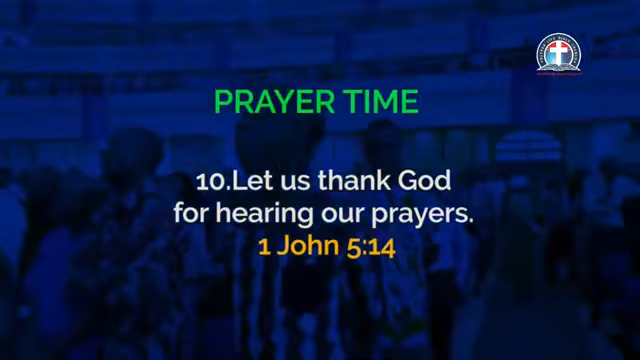 PRAYER TIME
10.Let us thank God
for hearing our prayers.
1 John 5:14